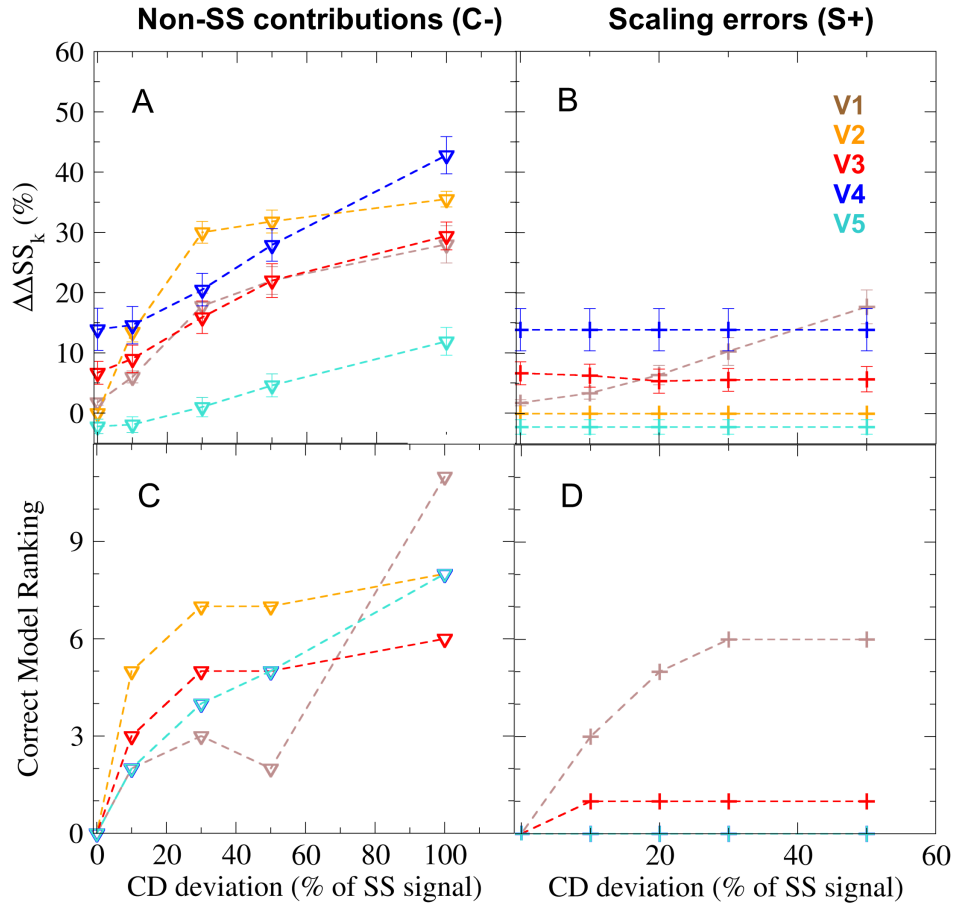 Non-SS contributions (C-)
Scaling errors (S+)
60
50
40
30
20
10
0
ΔΔSSk (%)
A
B
V1
V2
V3
V4
V5
9
6
3
0
Correct Model Ranking
C
D
0 20 40 60 80 100
20 40 60
CD deviation (% of SS signal)
CD deviation (% of SS signal)